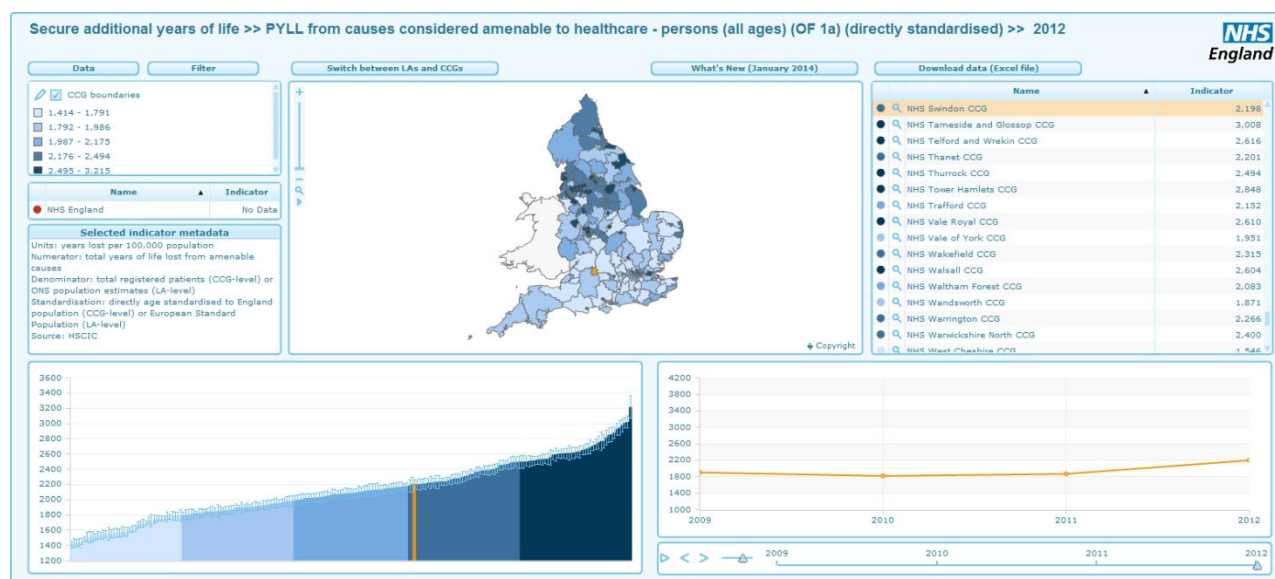 Secure additional years of life >> PYLL from causes considered amenable to healthcare - persons (all ages) (OF 1a) (directly standardised) >> 2012
NHS
England
Data
Filter
Switch between LAs and CCGs
What's New (January 2014)
Download data (Excel file)
CCG boundaries
1,414 - 1,791
1,792 - 1,986
1,987 - 2,175
2,176 - 2,494
2,495 - 3,215
Name Indicator
NHS England No Data
Selected indicator metadata
Units: years lost per 100,000 population
Numerator: total years of life lost from amenable
causes
Denominator: total registered patients (CCG-level) or
ONS population estimates (LA-level)
Standardisation: directly age standardised to England
population (CCG-level) or European Standard
Population (LA-level)
Source: HSCIC
Copyright
Name Indicator
NHS Swindon CCG 2,198
NHS Tameside and Glossop CCG 3,008
NHS Telford and Wrekin CCG 2,616
NHS Thanet CCG 2,201
NHS Thurrock CCG 2,494
NHS Tower Hamlets CCG 2,848
NHS Trafford CCG 2,152
NHS Vale Royal CCG 2,610
NHS Vale of York CCG 1,951
NHS Wakefield CCG 2,315
NHS Walsall CCG 2,604
NHS Waltham Forest CCG 2,083
NHS Wandsworth CCG 1,871
NHS Warrington CCG 2,266
NHS Warwickshire North CCG 2,400
NHS West Cheshire CCG 1,546
3600
3400
3200
3000
2800
2600
2400
2200
2000
1800
1600
1400
1200
4200
3800
3400
3000
2600
2200
1800
1400
1000
2009 2010 2011 2012
2009 2010 2011 2012